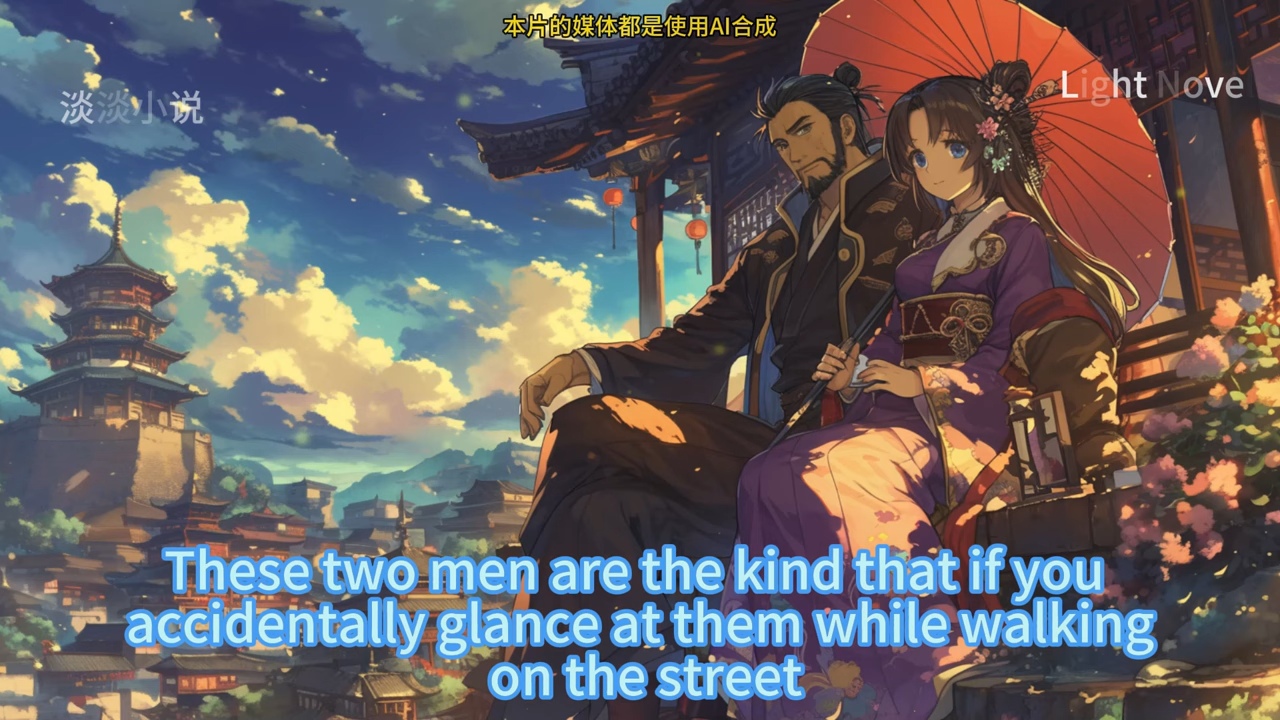 本片的媒体都是使用AI合成
淡淡小说
Light Nove
These two men are the kind that if you
accidentally glance at them while walking
on the street